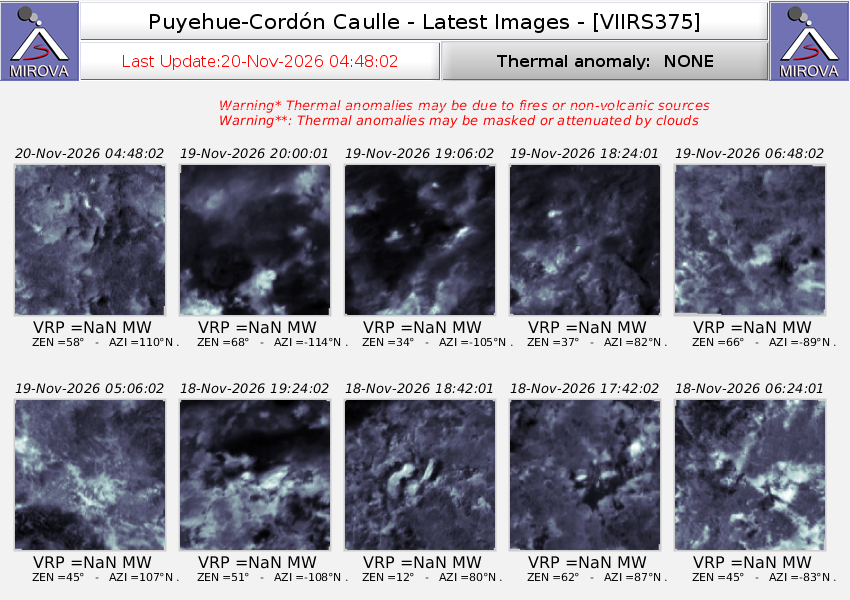 Puyehue-Cordón Caulle - Latest Images - [VIIRS375]
MIROVA
Last Update:20-Nov-2026 04:48:02
Thermal anomaly: NONE
MIROVA
Warning* Thermal anomalies may be due to fires or non-volcanic sources
Warning**: Thermal anomalies may be masked or attenuated by clouds
20-Nov-2026 04:48:02 19-Nov-2026 20:00:01 19-Nov-2026 19:06:02 19-Nov-2026 18:24:01 19-Nov-2026 06:48:02
VRP =NaN MW VRP =NaN MW VRP =NaN MW VRP =NaN MW VRP =NaN MW
ZEN =58° - AZI =110°N . ZEN =68° - AZI =-114°N . ZEN =34° - AZI =-105°N . ZEN =37° - AZI =82°N . ZEN =66° - AZI =-89°N .
19-Nov-2026 05:06:02 18-Nov-2026 19:24:02 18-Nov-2026 18:42:01 18-Nov-2026 17:42:02 18-Nov-2026 06:24:01
VRP =NaN MW VRP =NaN MW VRP =NaN MW VRP =NaN MW VRP =NaN MW
ZEN =45° - AZI =107°N . ZEN =51° - AZI =-108°N . ZEN =12° - AZI =80°N . ZEN =62° - AZI =87°N . ZEN =45° - AZI =-83°N .